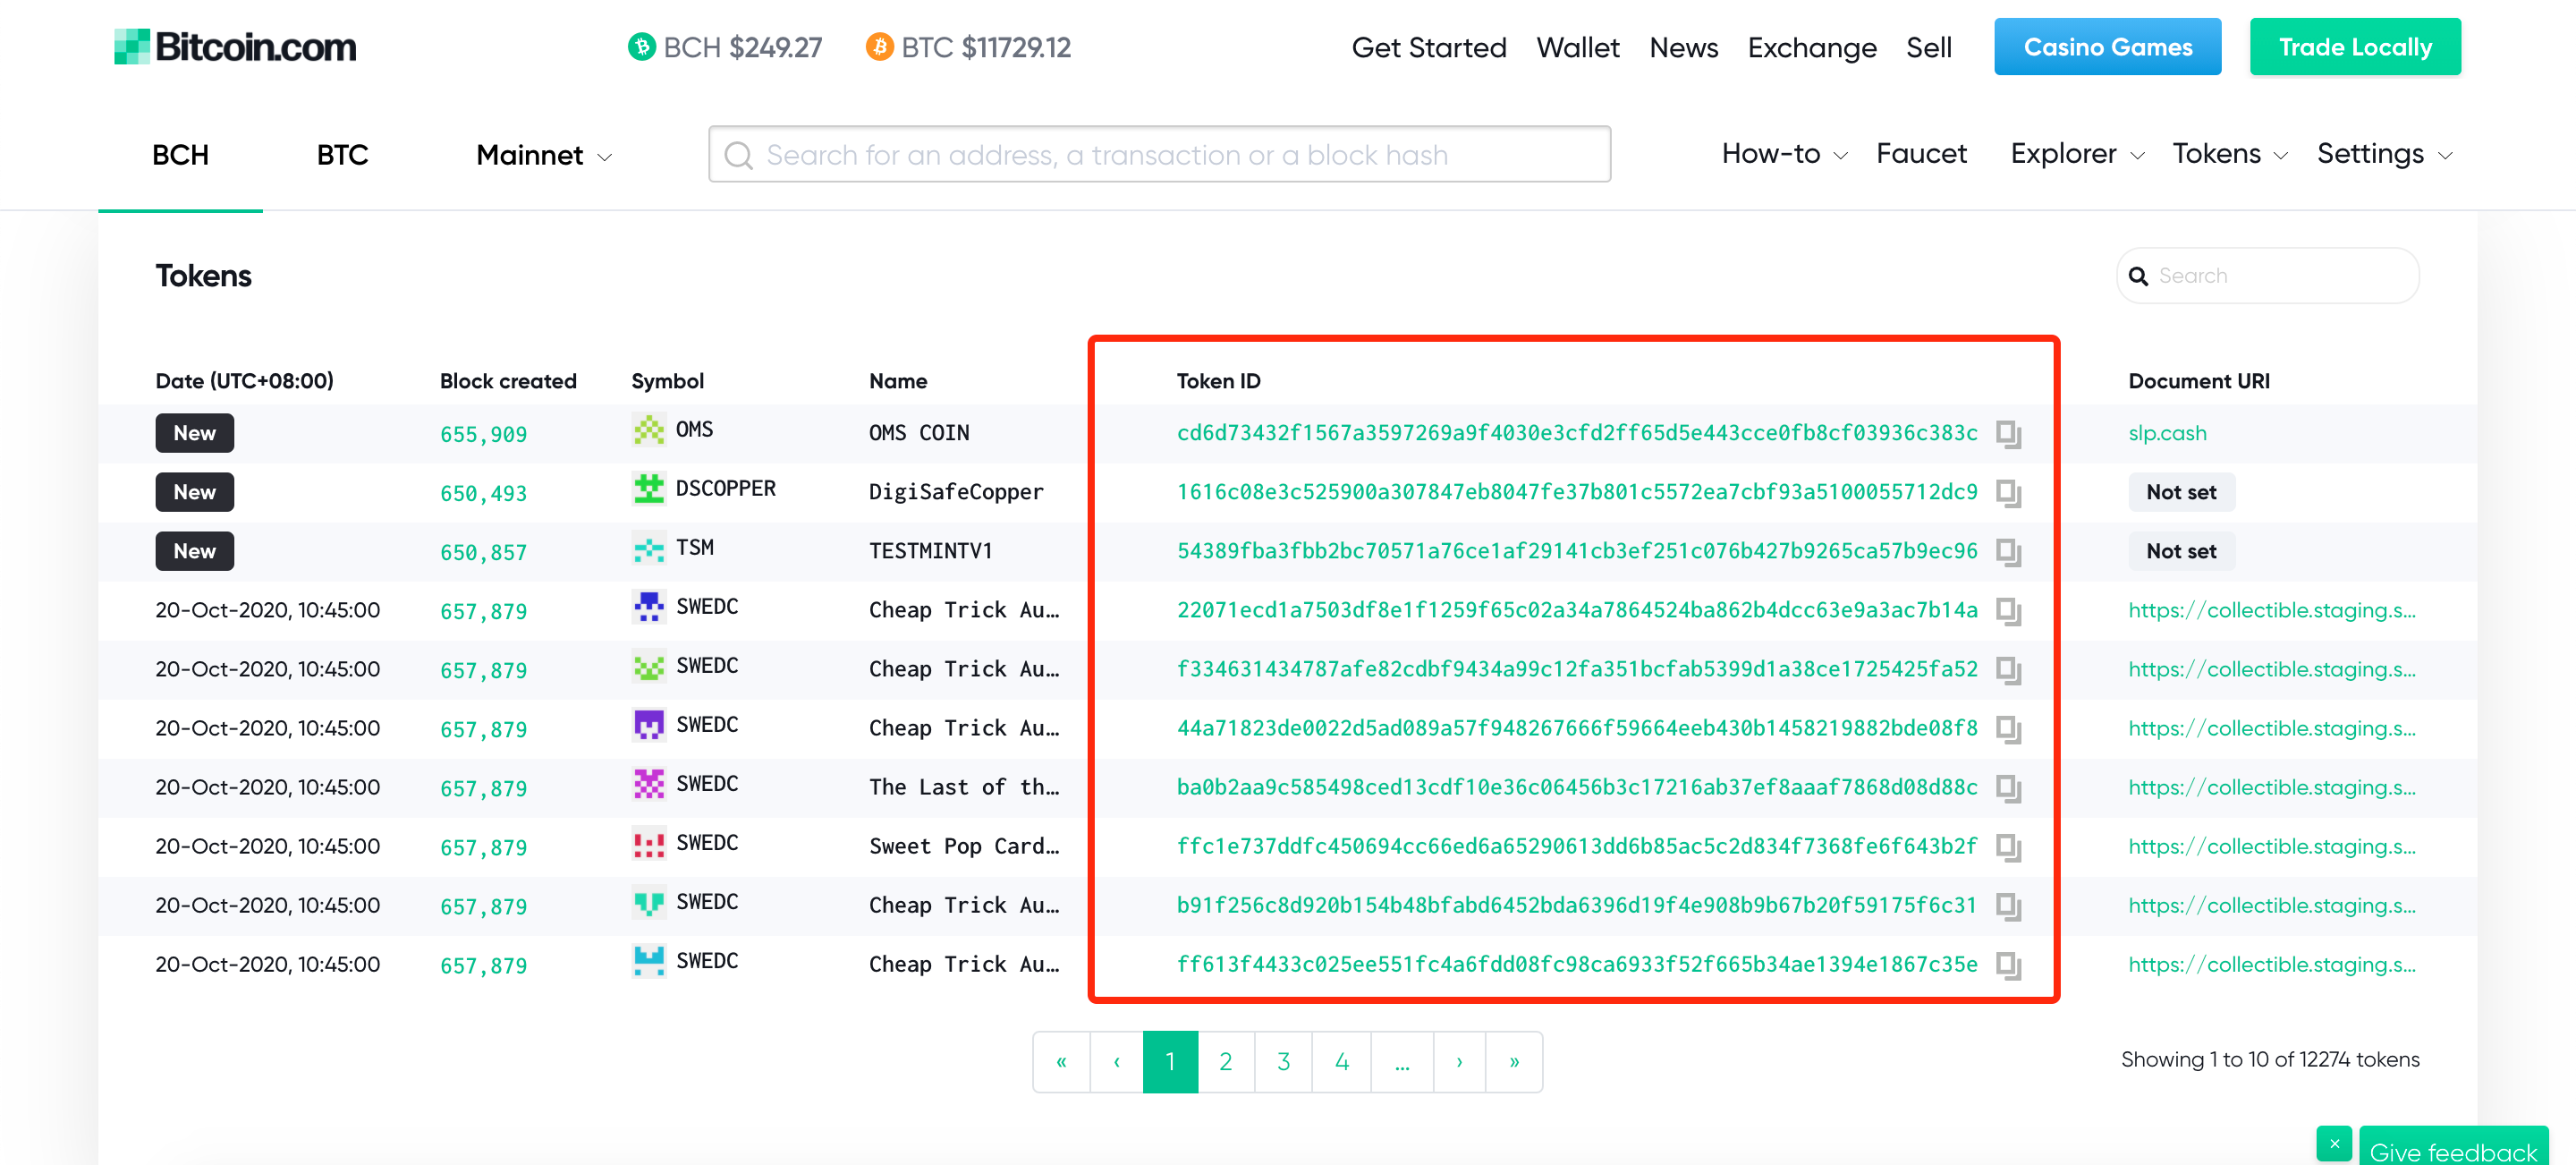 Bitcoin.com BCH $249.27 BTC $11729.12 Get Started Wallet News Exchange Sell Casino Games Trade Locally
BCH BTC Mainnet Search for an address, a transaction or a block hash How-to Faucet Explorer Tokens Settings
Tokens Search
Date (UTC+08:00) Block created Symbol Name Token ID Document URI
New 655,909 OMS OMS COIN cd6d73432f1567a3597269a9f4030e3cfd2ff65d5e443cce0fb8cf03936c383c slp.cash
New 650,493 DSCOPPER DigiSafeCopper 1616c08e3c525900a307847eb8047fe37b801c5572ea7cbf93a5100055712dc9 Not set
New 650,857 TSM TESTMINTV1 54389fba3fbb2bc70571a76ce1af29141cb3ef251c076b427b9265ca57b9ec96 Not set
20-Oct-2020, 10:45:00 657,879 SWEDC Cheap Trick Au… 22071ecd1a7503df8e1f1259f65c02a34a7864524ba862b4dcc63e9a3ac7b14a https://collectible.staging.s...
20-Oct-2020, 10:45:00 657,879 SWEDC Cheap Trick Au… f334631434787afe82cdbf9434a99c12fa351bcfab5399d1a38ce1725425fa52 https://collectible.staging.s...
20-Oct-2020, 10:45:00 657,879 SWEDC Cheap Trick Au… 44a71823de0022d5ad089a57f948267666f59664eeb430b1458219882bde08f8 https://collectible.staging.s...
20-Oct-2020, 10:45:00 657,879 SWEDC The Last of th… ba0b2aa9c585498ced13cdf10e36c06456b3c17216ab37ef8aaaf7868d08d88c https://collectible.staging.s...
20-Oct-2020, 10:45:00 657,879 SWEDC Sweet Pop Card… ffc1e737ddfc450694cc66ed6a65290613dd6b85ac5c2d834f7368fe6f643b2f https://collectible.staging.s...
20-Oct-2020, 10:45:00 657,879 SWEDC Cheap Trick Au… b91f256c8d920b154b48bfabd6452bda6396d19f4e908b9b67b20f59175f6c31 https://collectible.staging.s...
20-Oct-2020, 10:45:00 657,879 SWEDC Cheap Trick Au… ff613f4433c025ee551fc4a6fdd08fc98ca6933f52f665b34ae1394e1867c35e https://collectible.staging.s...
« ‹ 1 2 3 4 ... › » Showing 1 to 10 of 12274 tokens
× Give feedback